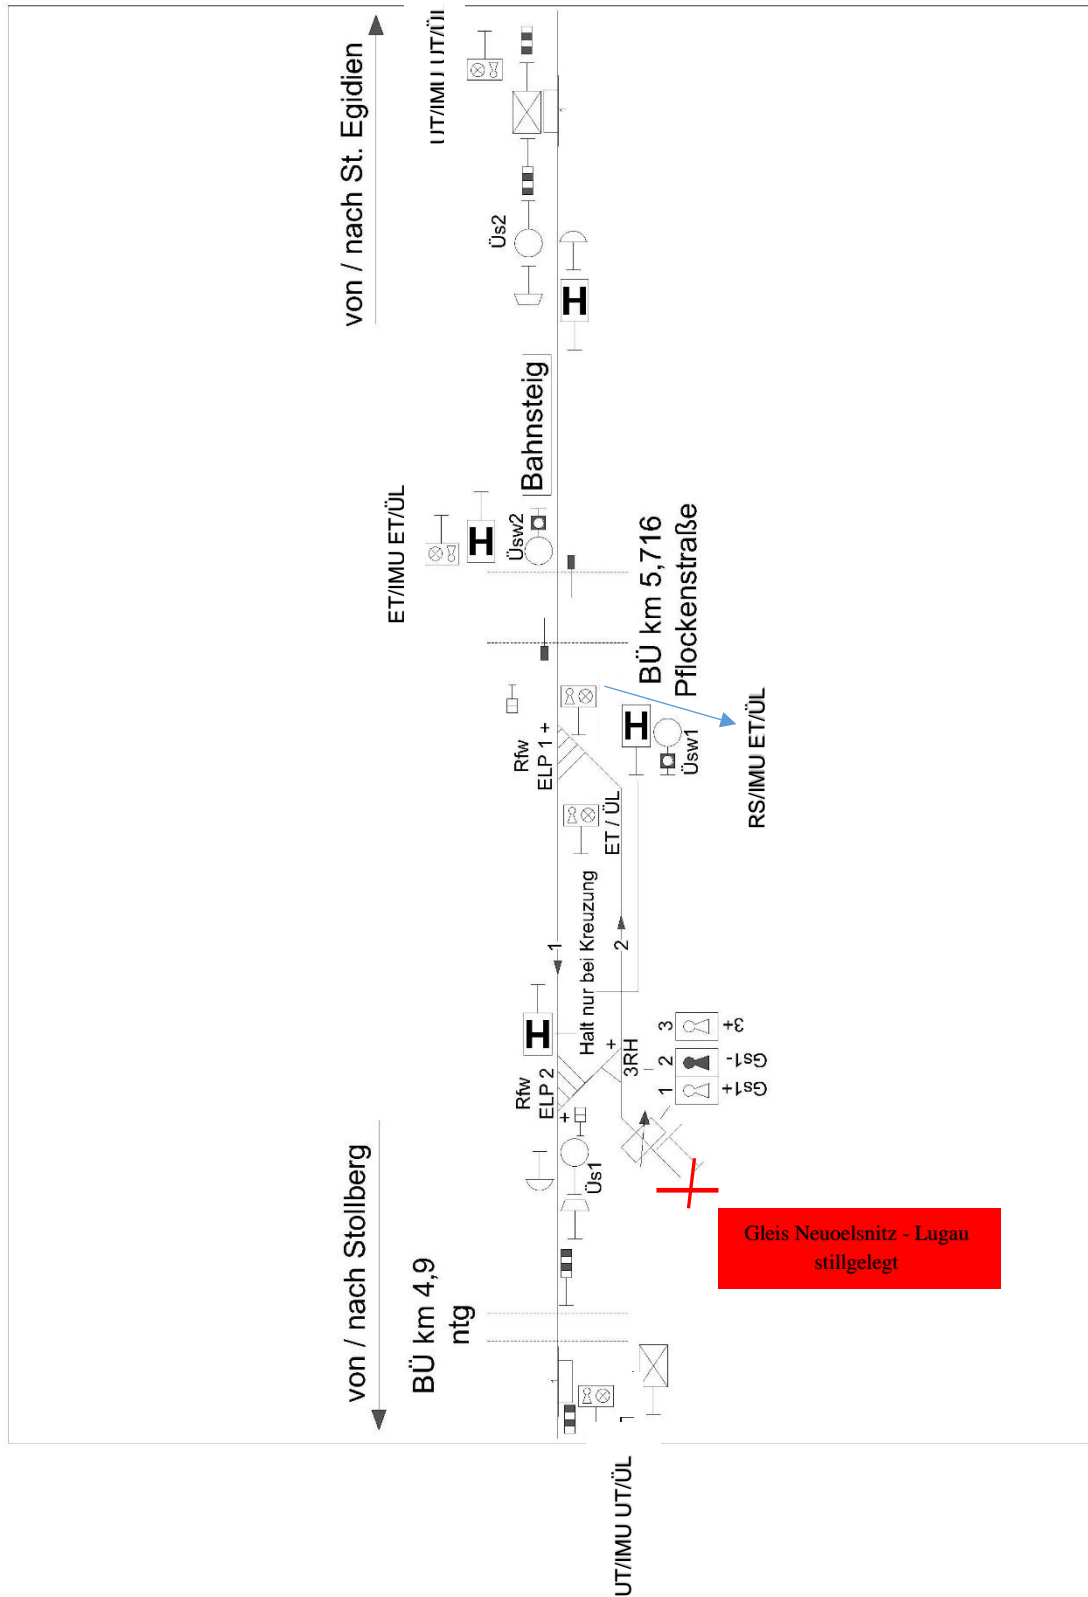 UT/IMU UT/ÜL
von / nach St. Egidien
1
Üs2
H
Bahnsteig
ET/IMU ET/ÜL
H
Üsw2
BÜ km 5,716
Pflockenstraße
Rfw
ELP 1 +
H
Üsw1
RS/IMU ET/ÜL
ET / ÜL
1
2
Halt nur bei Kreuzung
H
Rfw
ELP 2
+
+
3RH
1 2 3
Gs1+ Gs1- 3+
Üs1
von / nach Stollberg
BÜ km 4,9
ntg
1
Gleis Neuoelsnitz - Lugau
stillgelegt
UT/IMU UT/ÜL